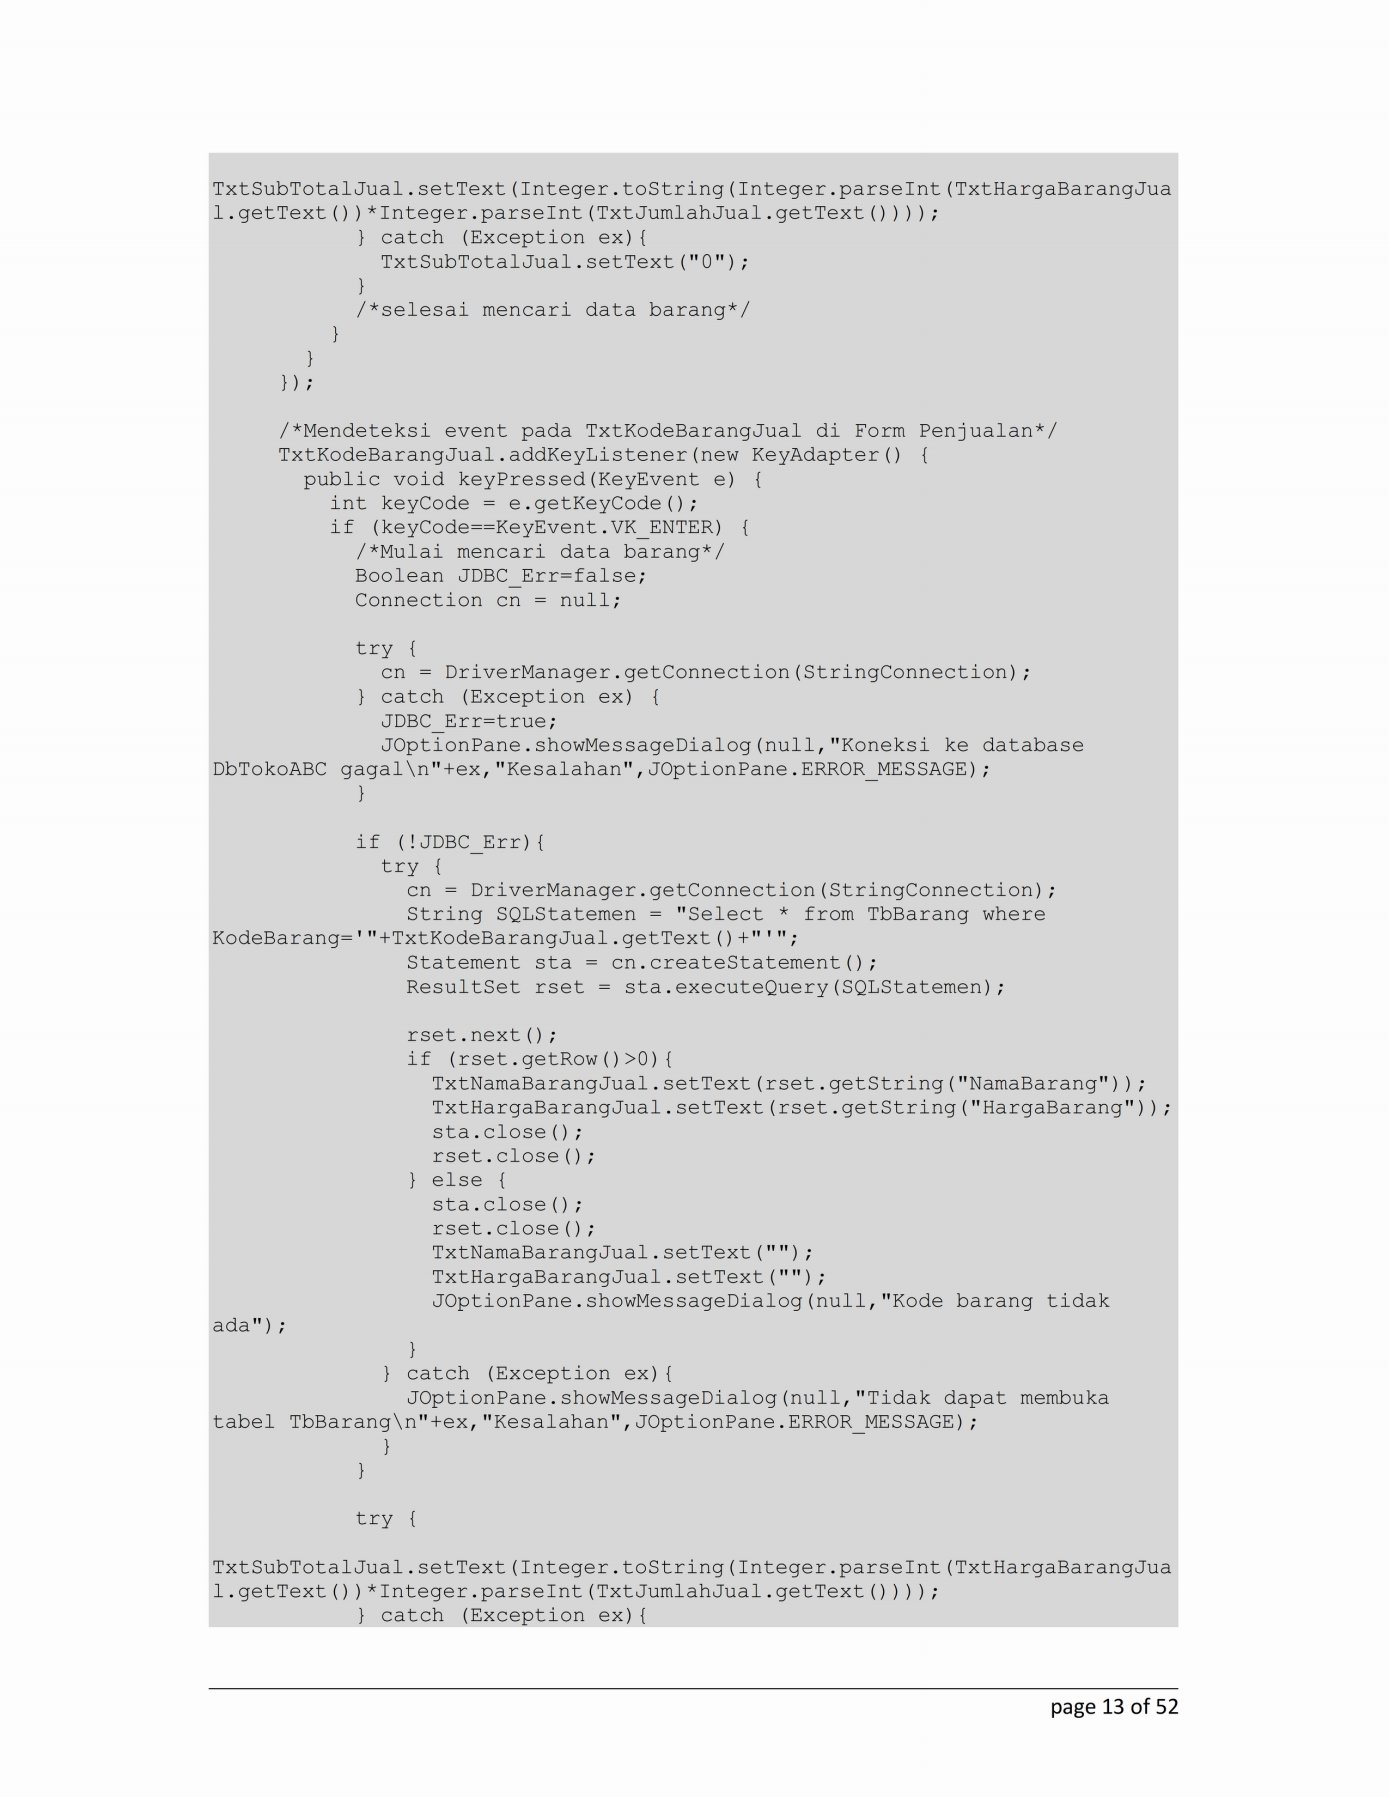 TxtSubTotalJual.setText(Integer.toString(Integer.parseInt(TxtHargaBarangJua
l.getText())*Integer.parseInt(TxtJumlahJual.getText())));
} catch (Exception ex){
TxtSubTotalJual.setText("0");
}
/*selesai mencari data barang*/
}
}
});
/*Mendeteksi event pada TxtKodeBarangJual di Form Penjualan*/
TxtKodeBarangJual.addKeyListener(new KeyAdapter() {
public void keyPressed(KeyEvent e) {
int keyCode = e.getKeyCode();
if (keyCode==KeyEvent.VK_ENTER) {
/*Mulai mencari data barang*/
Boolean JDBC_Err=false;
Connection cn = null;
try {
cn = DriverManager.getConnection(StringConnection);
} catch (Exception ex) {
JDBC_Err=true;
JOptionPane.showMessageDialog(null,"Koneksi ke database
DbTokoABC gagal\n"+ex,"Kesalahan",JOptionPane.ERROR_MESSAGE);
}
if (!JDBC_Err){
try {
cn = DriverManager.getConnection(StringConnection);
String SQLStatemen = "Select * from TbBarang where
KodeBarang='"+TxtKodeBarangJual.getText()+"'";
Statement sta = cn.createStatement();
ResultSet rset = sta.executeQuery(SQLStatemen);
rset.next();
if (rset.getRow()>0){
TxtNamaBarangJual.setText(rset.getString("NamaBarang"));
TxtHargaBarangJual.setText(rset.getString("HargaBarang"));
sta.close();
rset.close();
} else {
sta.close();
rset.close();
TxtNamaBarangJual.setText("");
TxtHargaBarangJual.setText("");
JOptionPane.showMessageDialog(null,"Kode barang tidak
ada");
}
} catch (Exception ex){
JOptionPane.showMessageDialog(null,"Tidak dapat membuka
tabel TbBarang\n"+ex,"Kesalahan",JOptionPane.ERROR_MESSAGE);
}
}
try {
TxtSubTotalJual.setText(Integer.toString(Integer.parseInt(TxtHargaBarangJua
l.getText())*Integer.parseInt(TxtJumlahJual.getText())));
} catch (Exception ex){
page 13 of 52